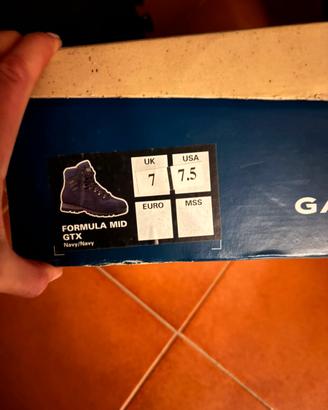 UK USA
7 7.5
EURO MSS
FORMULA MID
GTX
Navy/Navy
GA